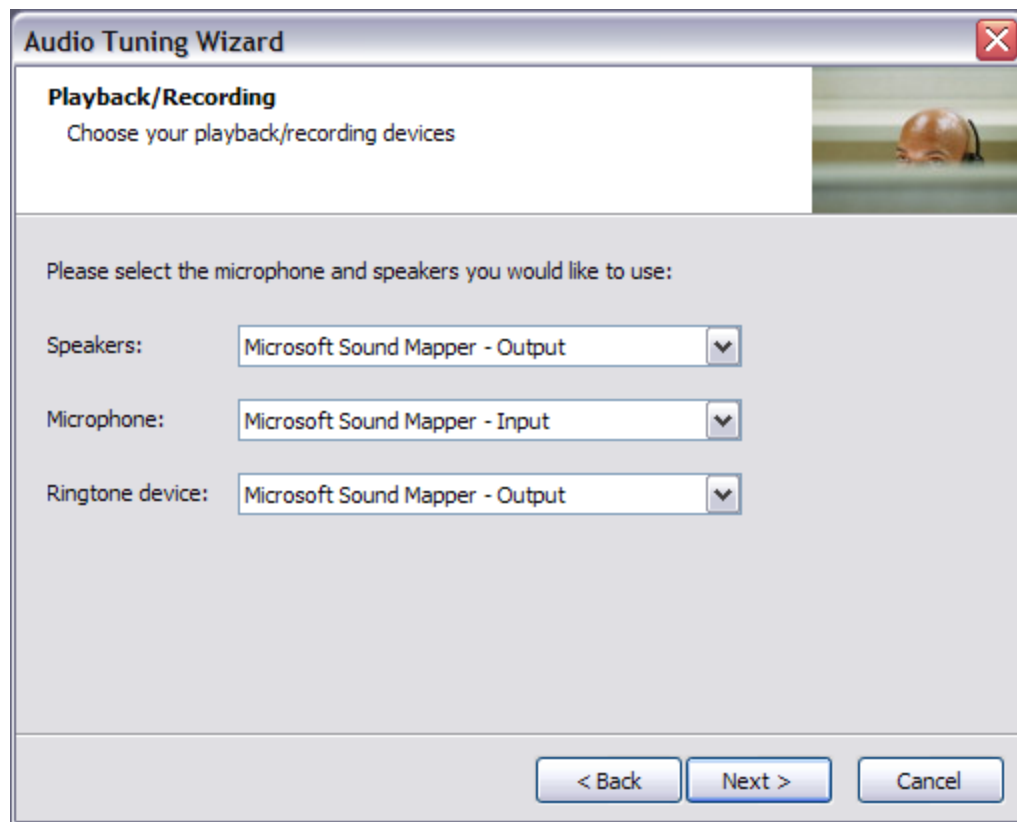 Audio Tuning Wizard
Playback/Recording
Choose your playback/recording devices
Please select the microphone and speakers you would like to use:
Speakers: Microsoft Sound Mapper - Output
Microphone: Microsoft Sound Mapper - Input
Ringtone device: Microsoft Sound Mapper - Output
< Back Next > Cancel